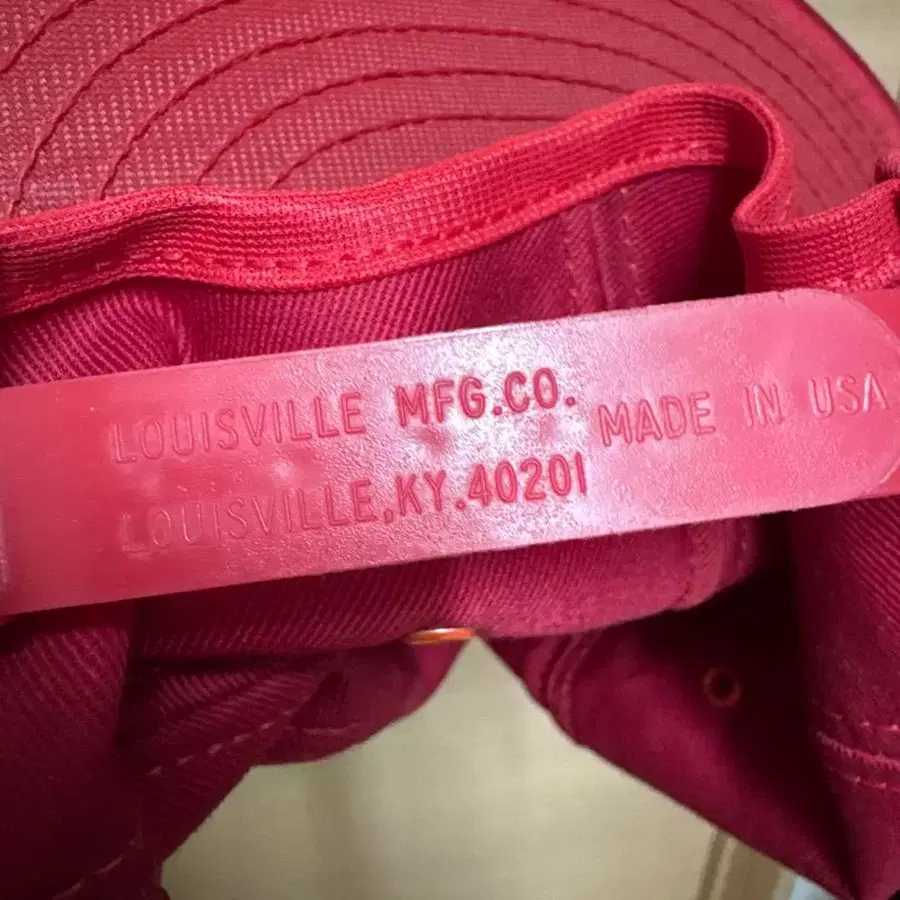 LOUISVILLE MFG.CO. MADE IN USA
LOUISVILLE,KY.40201